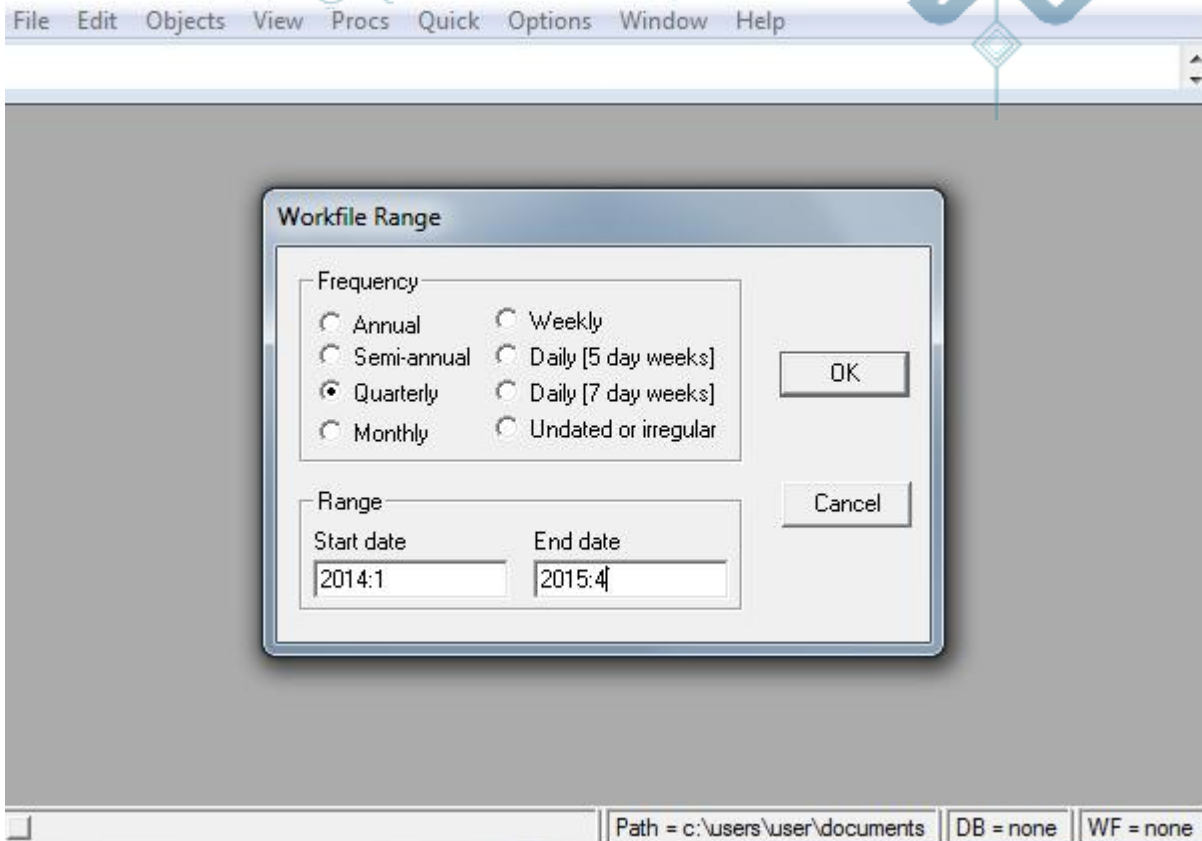 File Edit Objects View Procs Quick Options Window Help
Workfile Range
Frequency
Annual
Semi-annual
Quarterly
Monthly
Weekly
Daily [5 day weeks]
Daily [7 day weeks]
Undated or irregular
Range
Start date
2014:1
End date
2015:4
OK
Cancel
Path = c:\users\user\documents DB = none WF = none